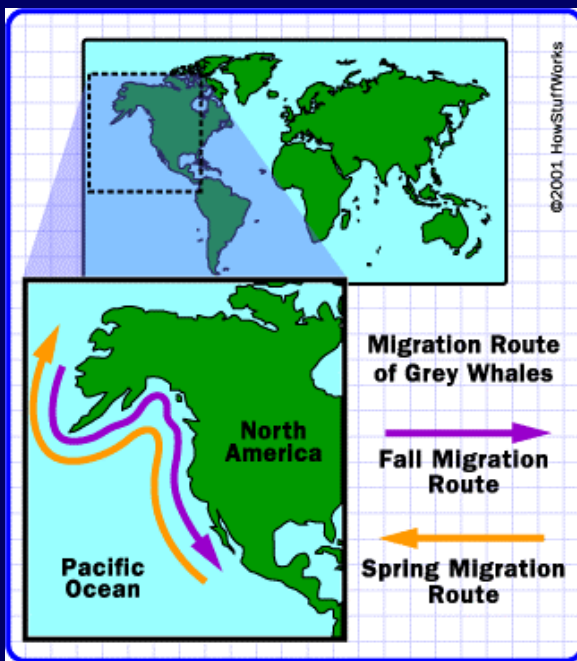 ©2001 HowStuffWorks
Migration Route
of Grey Whales
North
America
Fall Migration
Route
Pacific
Ocean
Spring Migration
Route